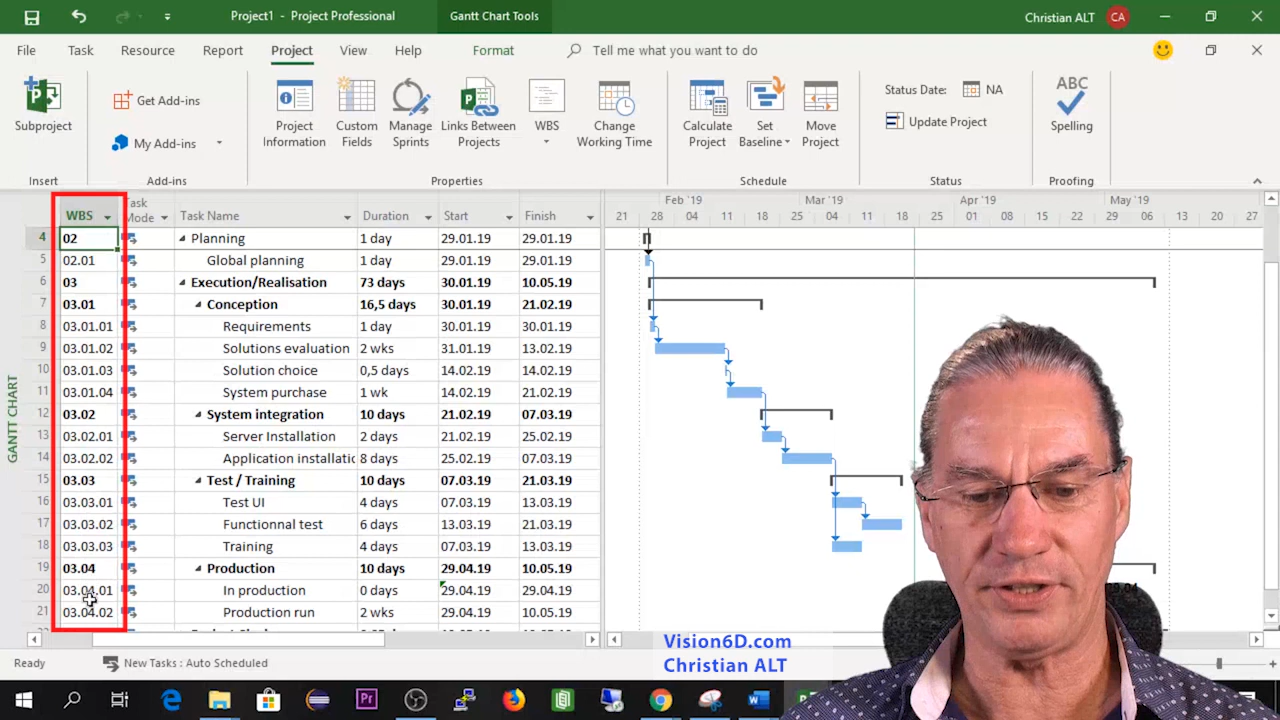 Project1 - Project Professional
Gantt Chart Tools
Christian ALT
CA
File
Task
Resource
Report
Project
View
Help
Format
Tell me what you want to do
Subproject
Get Add-ins
My Add-ins
Project Information
Custom Fields
Manage Sprints
Links Between Projects
WBS
Change Working Time
Calculate Project
Set Baseline
Move Project
Status Date: NA
Update Project
ABC
Spelling
Insert
Add-ins
Properties
Schedule
Status
Proofing
WBS
Task Name
Duration
Start
Finish
Mode
Feb '19 Mar '19 Apr '19 May '19
21 28 04 11 18 25 04 11 18 25 01 08 15 22 29 06 13 20 27
4 02 Planning 1 day 29.01.19 29.01.19
5 02.01 Global planning 1 day 29.01.19 29.01.19
6 03 Execution/Realisation 73 days 30.01.19 10.05.19
7 03.01 Conception 16,5 days 30.01.19 21.02.19
8 03.01.01 Requirements 1 day 30.01.19 30.01.19
9 03.01.02 Solutions evaluation 2 wks 31.01.19 13.02.19
10 03.01.03 Solution choice 0,5 days 14.02.19 14.02.19
11 03.01.04 System purchase 1 wk 14.02.19 21.02.19
12 03.02 System integration 10 days 21.02.19 07.03.19
13 03.02.01 Server Installation 2 days 21.02.19 25.02.19
14 03.02.02 Application installatic 8 days 25.02.19 07.03.19
15 03.03 Test / Training 10 days 07.03.19 21.03.19
16 03.03.01 Test UI 4 days 07.03.19 13.03.19
17 03.03.02 Functionnal test 6 days 13.03.19 21.03.19
18 03.03.03 Training 4 days 07.03.19 13.03.19
19 03.04 Production 10 days 29.04.19 10.05.19
20 03.04.01 In production 0 days 29.04.19 29.04.19
21 03.04.02 Production run 2 wks 29.04.19 10.05.19
GANTT CHART
Vision6D.com
Christian ALT
Ready
New Tasks : Auto Scheduled